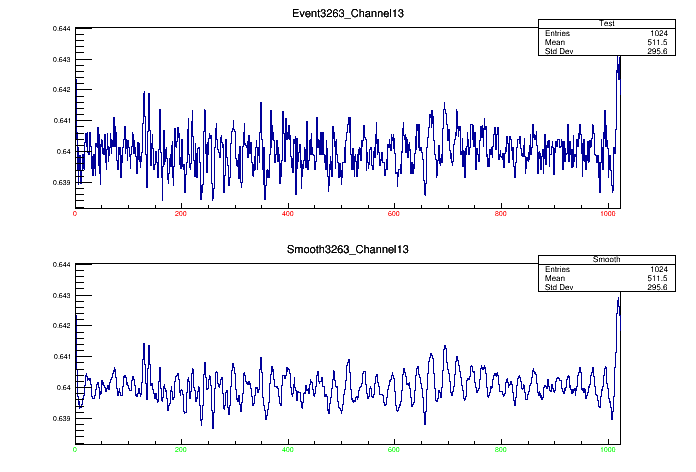 Event3263_Channel13
Test
Entries 1024
Mean 511.5
Std Dev 295.6
0.644
0.643
0.642
0.641
0.64
0.639
0 200 400 600 800 1000
Smooth3263_Channel13
Smooth
Entries 1024
Mean 511.5
Std Dev 295.6
0.644
0.643
0.642
0.641
0.64
0.639
0 200 400 600 800 1000